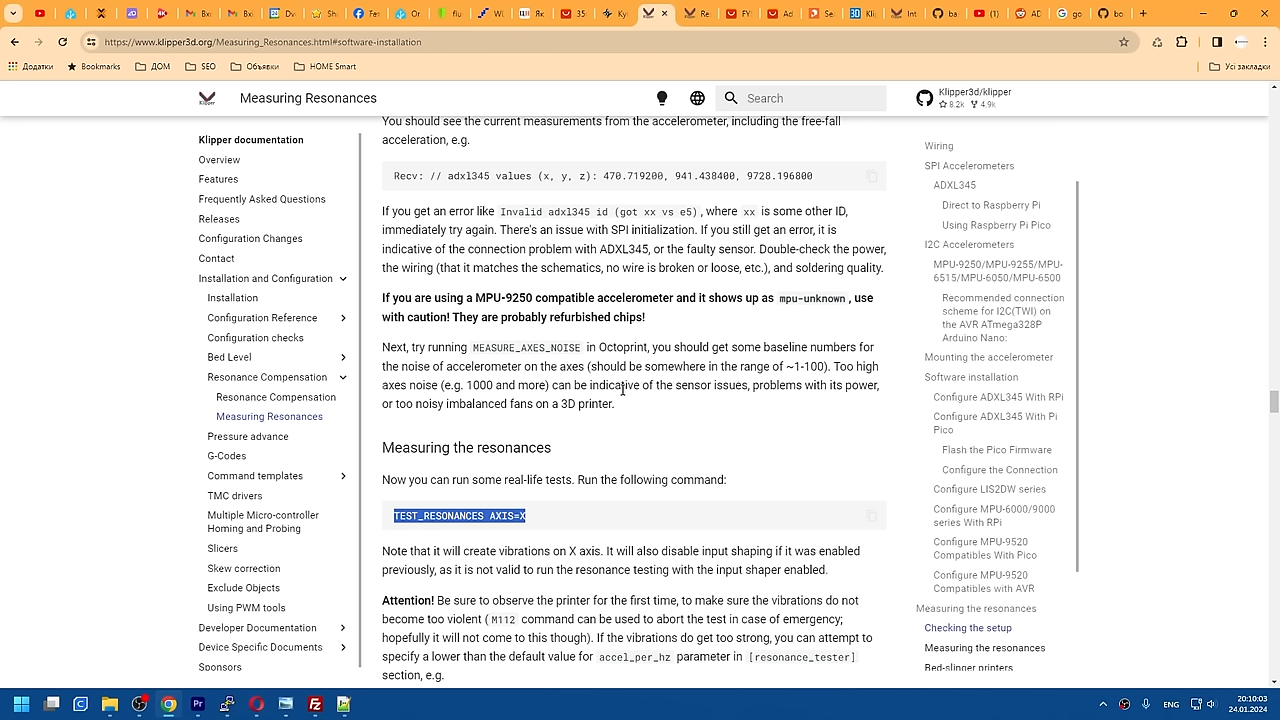 https://www.klipper3d.org/Measuring_Resonances.html#software-installation
Додатки
Bookmarks
ДОМ
SEO
Объявки
HOME Smart
Усі закладки
Klipper
Measuring Resonances
Search
Klipper3d/klipper
8.2k 4.9k
Klipper documentation
Overview
Features
Frequently Asked Questions
Releases
Configuration Changes
Contact
Installation and Configuration
Installation
Configuration Reference
Configuration checks
Bed Level
Resonance Compensation
Resonance Compensation
Measuring Resonances
Pressure advance
G-Codes
Command templates
TMC drivers
Multiple Micro-controller
Homing and Probing
Slicers
Skew correction
Exclude Objects
Using PWM tools
Developer Documentation
Device Specific Documents
Sponsors
You should see the current measurements from the accelerometer, including the free-fall
acceleration, e.g.
Recv: // adxl345 values (x, y, z): 470.719200, 941.438400, 9728.196800
If you get an error like Invalid adxl345 id (got xx vs e5), where xx is some other ID,
immediately try again. There's an issue with SPI initialization. If you still get an error, it is
indicative of the connection problem with ADXL345, or the faulty sensor. Double-check the power,
the wiring (that it matches the schematics, no wire is broken or loose, etc.), and soldering quality.
If you are using a MPU-9250 compatible accelerometer and it shows up as mpu-unknown, use
with caution! They are probably refurbished chips!
Next, try running MEASURE_AXES_NOISE in Octoprint, you should get some baseline numbers for
the noise of accelerometer on the axes (should be somewhere in the range of ~1-100). Too high
axes noise (e.g. 1000 and more) can be indicative of the sensor issues, problems with its power,
or too noisy imbalanced fans on a 3D printer.
Measuring the resonances
Now you can run some real-life tests. Run the following command:
TEST_RESONANCES AXIS=X
Note that it will create vibrations on X axis. It will also disable input shaping if it was enabled
previously, as it is not valid to run the resonance testing with the input shaper enabled.
Attention! Be sure to observe the printer for the first time, to make sure the vibrations do not
become too violent (M112 command can be used to abort the test in case of emergency;
hopefully it will not come to this though). If the vibrations do get too strong, you can attempt to
specify a lower than the default value for accel_per_hz parameter in [resonance_tester]
section, e.g.
Wiring
SPI Accelerometers
ADXL345
Direct to Raspberry Pi
Using Raspberry Pi Pico
I2C Accelerometers
MPU-9250/MPU-9255/MPU-
6515/MPU-6050/MPU-6500
Recommended connection
scheme for I2C(TWI) on
the AVR ATmega328P
Arduino Nano:
Mounting the accelerometer
Software installation
Configure ADXL345 With RPi
Configure ADXL345 With Pi
Pico
Flash the Pico Firmware
Configure the Connection
Configure LIS2DW series
Configure MPU-6000/9000
series With RPi
Configure MPU-9520
Compatibles With Pico
Configure MPU-9520
Compatibles with AVR
Measuring the resonances
Checking the setup
Measuring the resonances
Bed-slinger printers
ENG
20:10:03
24.01.2024